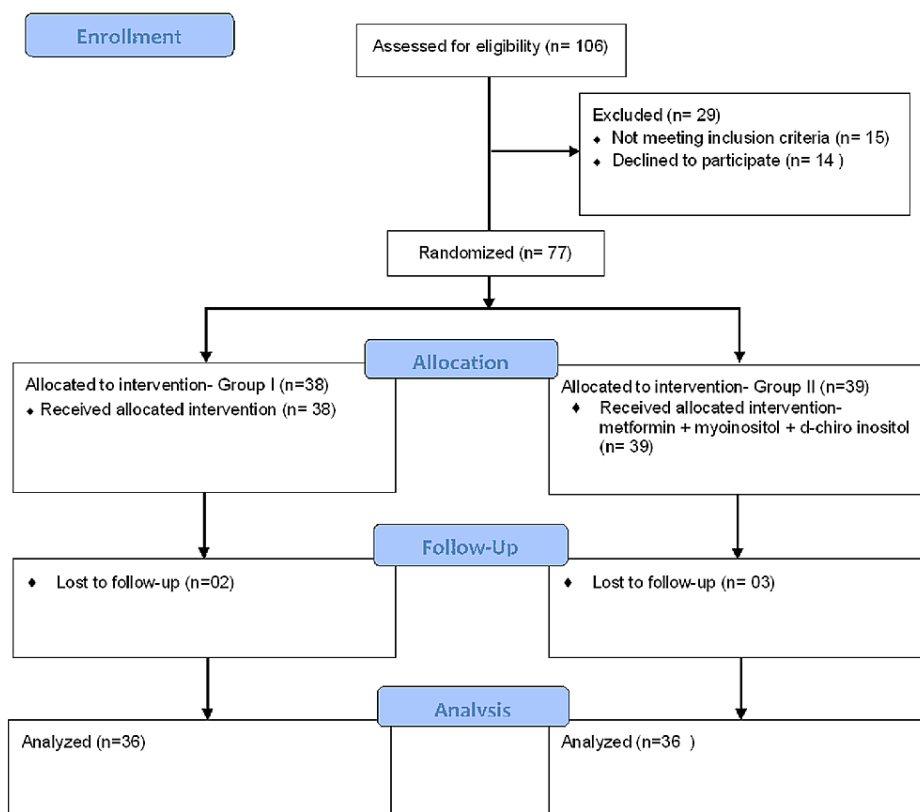 Enrollment
Assessed for eligibility (n= 106)
Excluded (n= 29)
⬥ Not meeting inclusion criteria (n= 15)
⬥ Declined to participate (n= 14 )
Randomized (n= 77)
Allocation
Allocated to intervention- Group I (n=38)
⬥ Received allocated intervention (n= 38)
Allocated to intervention- Group II (n=39)
⬥ Received allocated intervention-
metformin + myoinositol + d-chiro inositol
(n= 39)
Follow-Up
⬥ Lost to follow-up (n=02)
⬥ Lost to follow-up (n= 03)
Analysis
Analyzed (n=36)
Analyzed (n=36 )